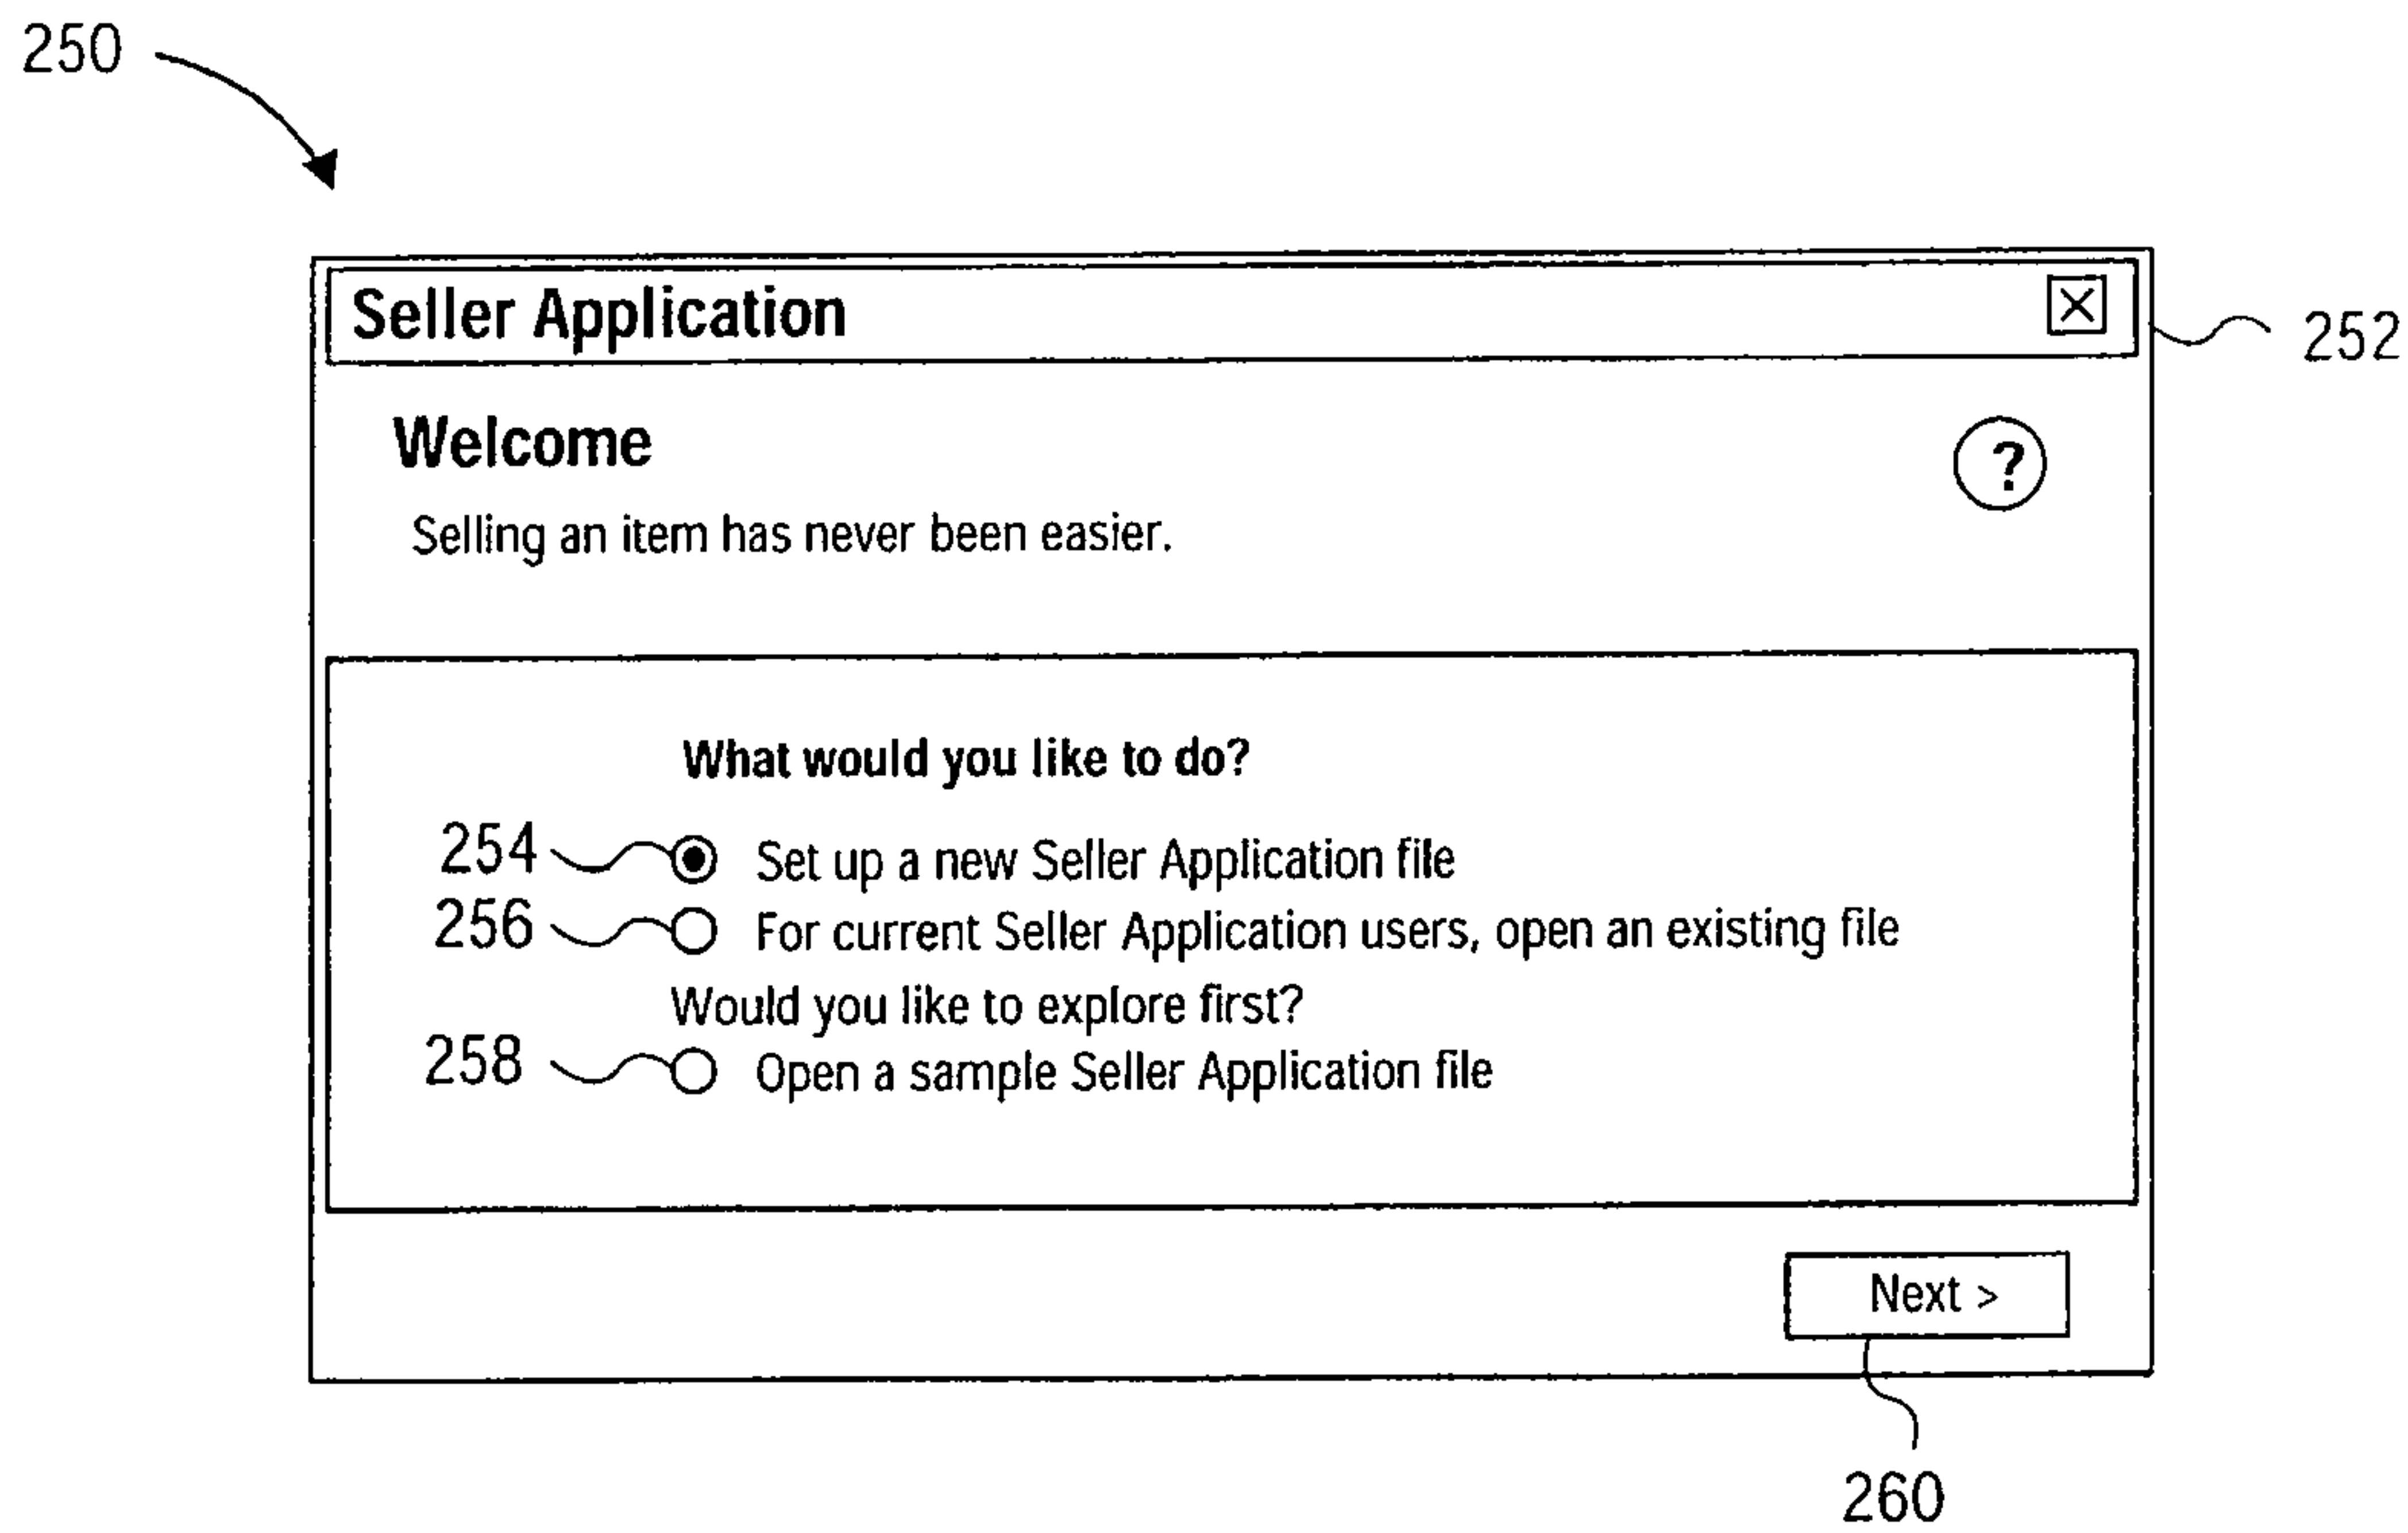 250
Seller Application
252
Welcome
?
Selling an item has never been easier.
What would you like to do?
254 Set up a new Seller Application file
256 For current Seller Application users, open an existing file
Would you like to explore first?
258 Open a sample Seller Application file
Next >
260